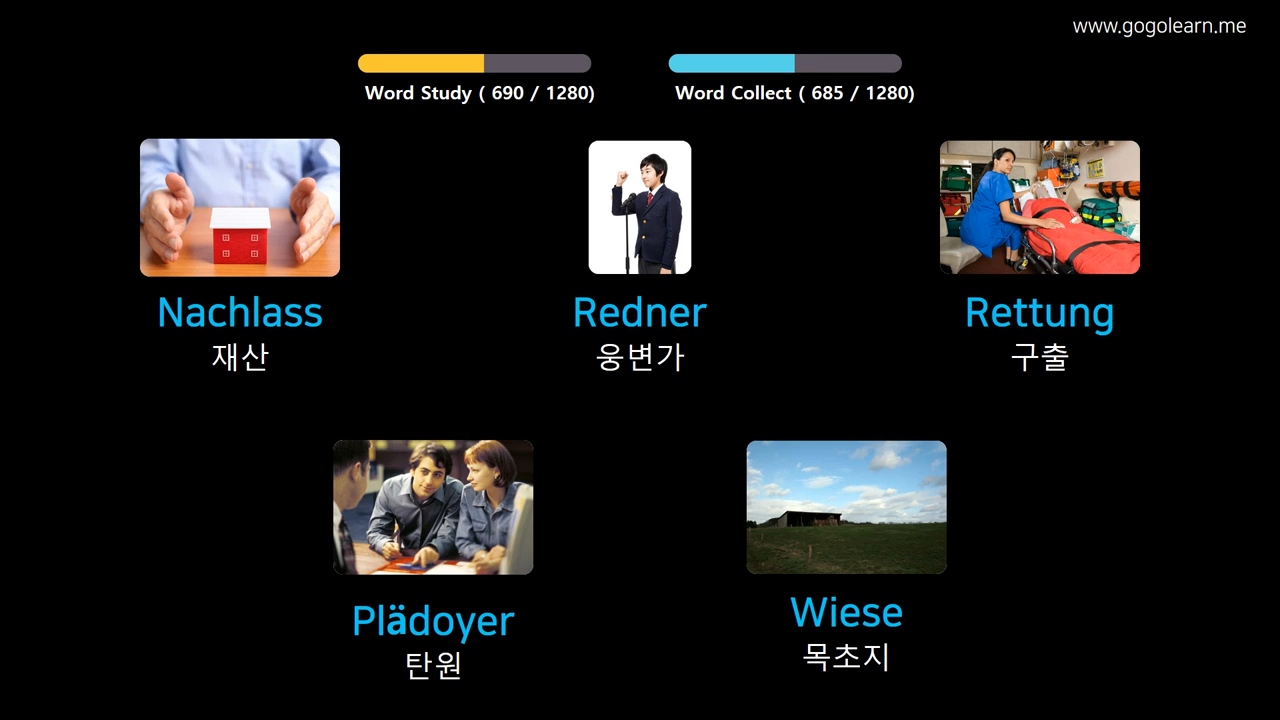 www.gogolearn.me
Word Study ( 690 / 1280)
Word Collect ( 685 / 1280)
Nachlass
재산
Redner
웅변가
Rettung
구출
Plädoyer
탄원
Wiese
목초지